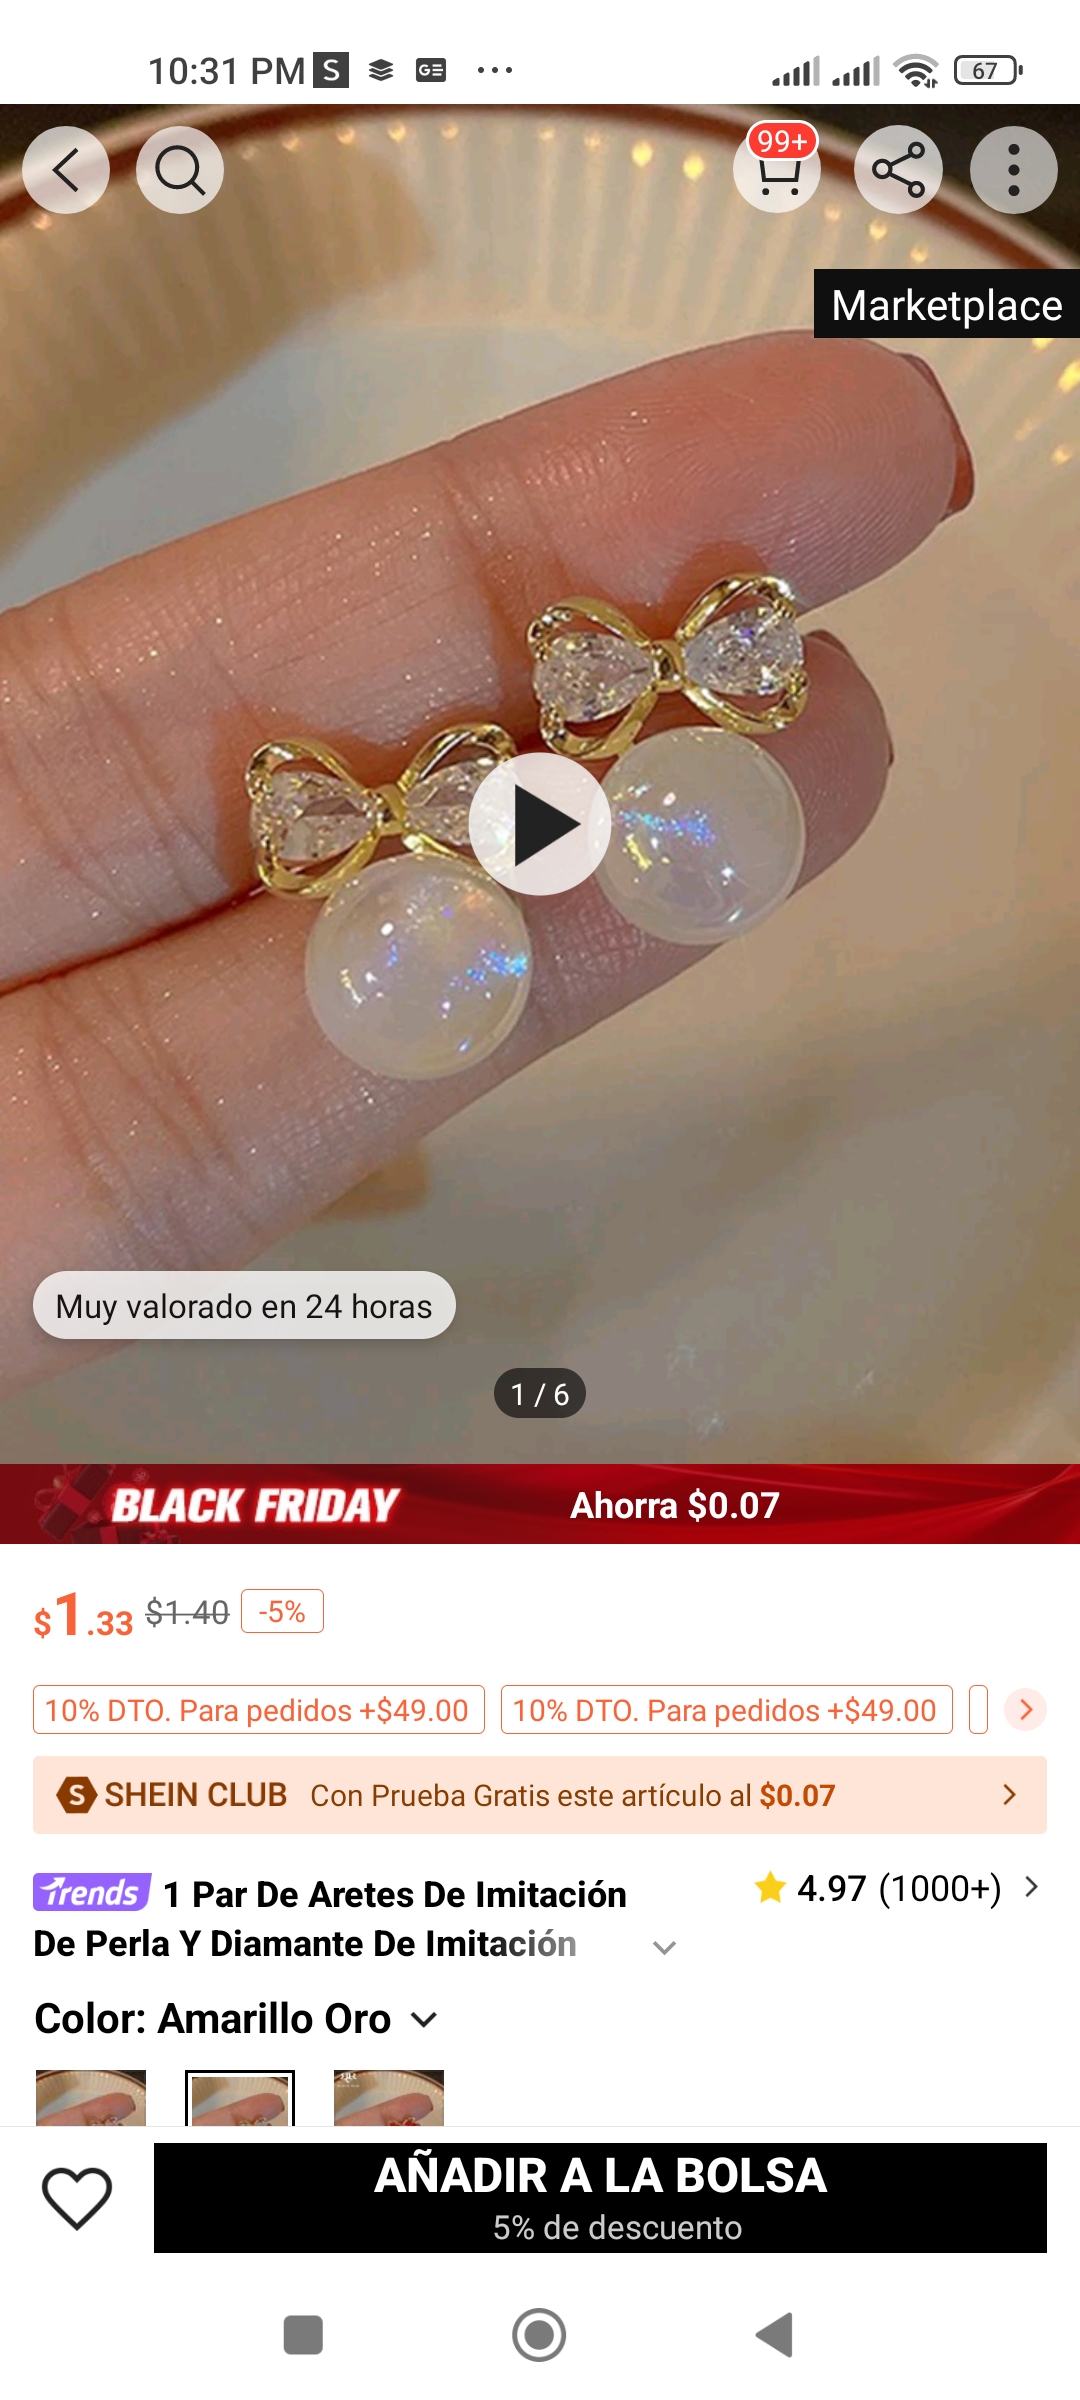 10:31 PM
67
99+
Marketplace
Muy valorado en 24 horas
1 / 6
BLACK FRIDAY
Ahorra $0.07
$1.33 $1.40 -5%
10% DTO. Para pedidos +$49.00
10% DTO. Para pedidos +$49.00
SHEIN CLUB Con Prueba Gratis este artículo al $0.07
Trends 1 Par De Aretes De Imitación
De Perla Y Diamante De Imitación
4.97 (1000+)
Color: Amarillo Oro
AÑADIR A LA BOLSA
5% de descuento